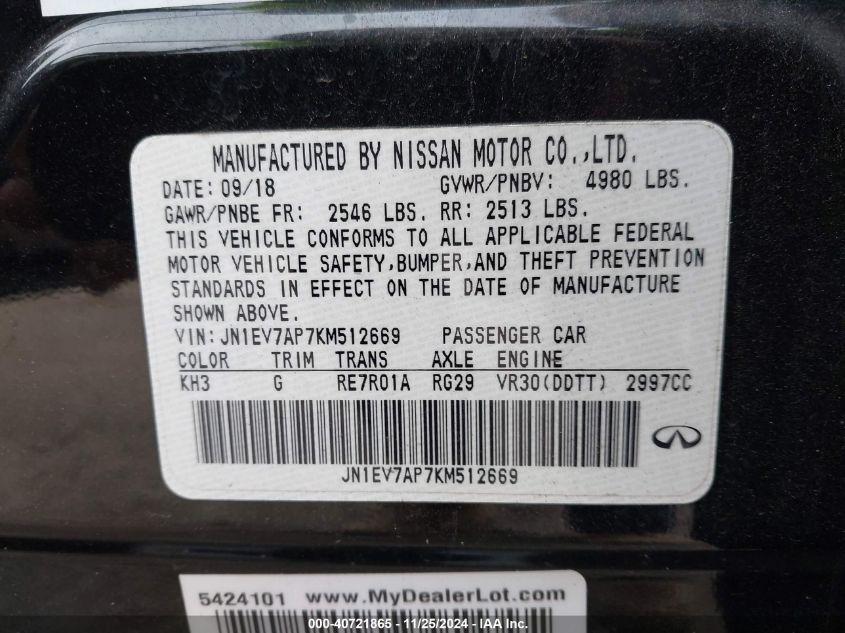 MANUFACTURED BY NISSAN MOTOR CO.,LTD.
DATE: 09/18 GVWR/PNBV: 4980 LBS.
GAWR/PNBE FR: 2546 LBS. RR: 2513 LBS.
THIS VEHICLE CONFORMS TO ALL APPLICABLE FEDERAL
MOTOR VEHICLE SAFETY,BUMPER,AND THEFT PREVENTION
STANDARDS IN EFFECT ON THE DATE OF MANUFACTURE
SHOWN ABOVE.
VIN:JN1EV7AP7KM512669 PASSENGER CAR
COLOR TRIM TRANS AXLE ENGINE
KH3 G RE7R01A RG29 VR30(DDTT) 2997CC
JN1EV7AP7KM512669
5424101 www.MyDealerLot.com
000-40721865 - 11/25/2024 - IAA Inc.